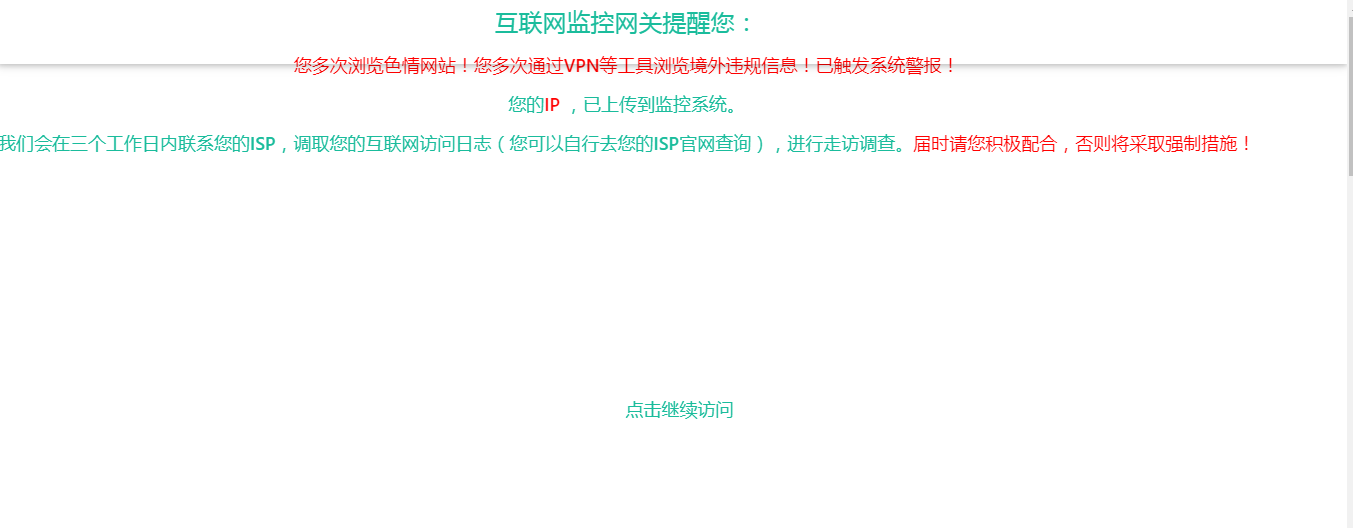 互联网监控网关提醒您：
您多次浏览色情网站！您多次通过VPN等工具浏览境外违规信息！已触发系统警报！
您的IP ，已上传到监控系统。
我们会在三个工作日内联系您的ISP，调取您的互联网访问日志（您可以自行去您的ISP官网查询），进行走访调查。届时请您积极配合，否则将采取强制措施！
点击继续访问